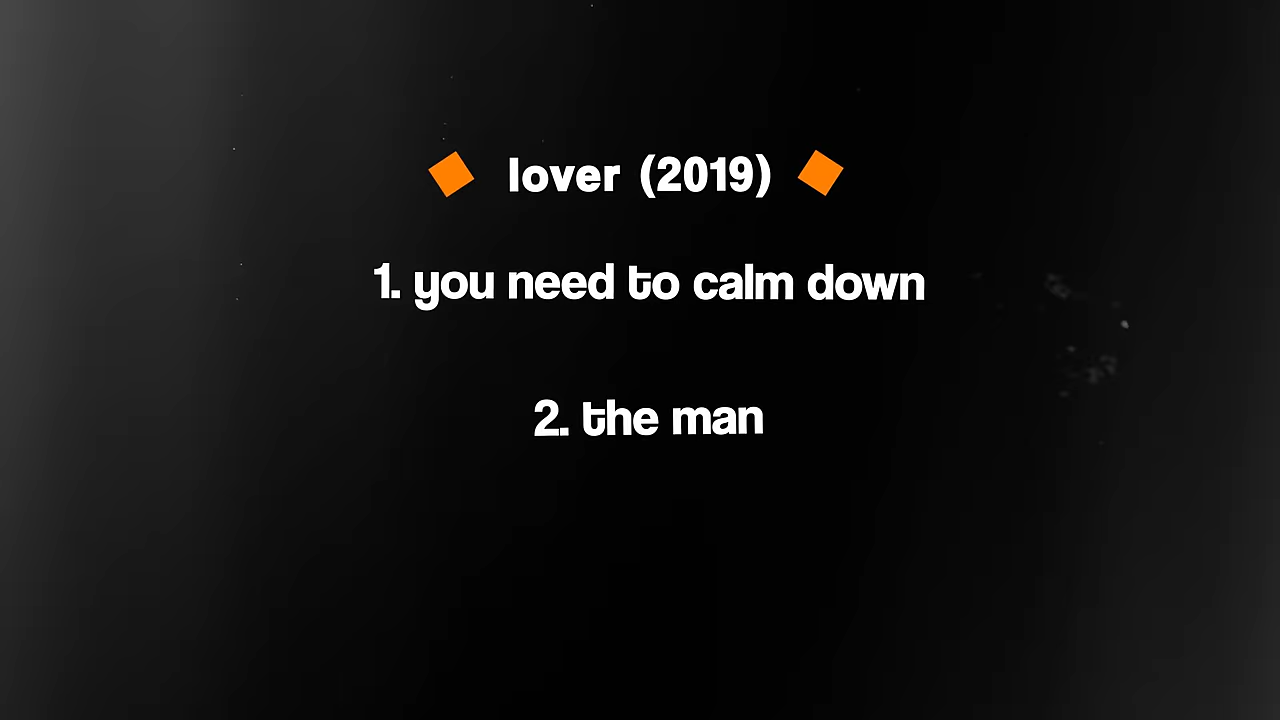 lover (2019)
1. you need to calm down
2. the man